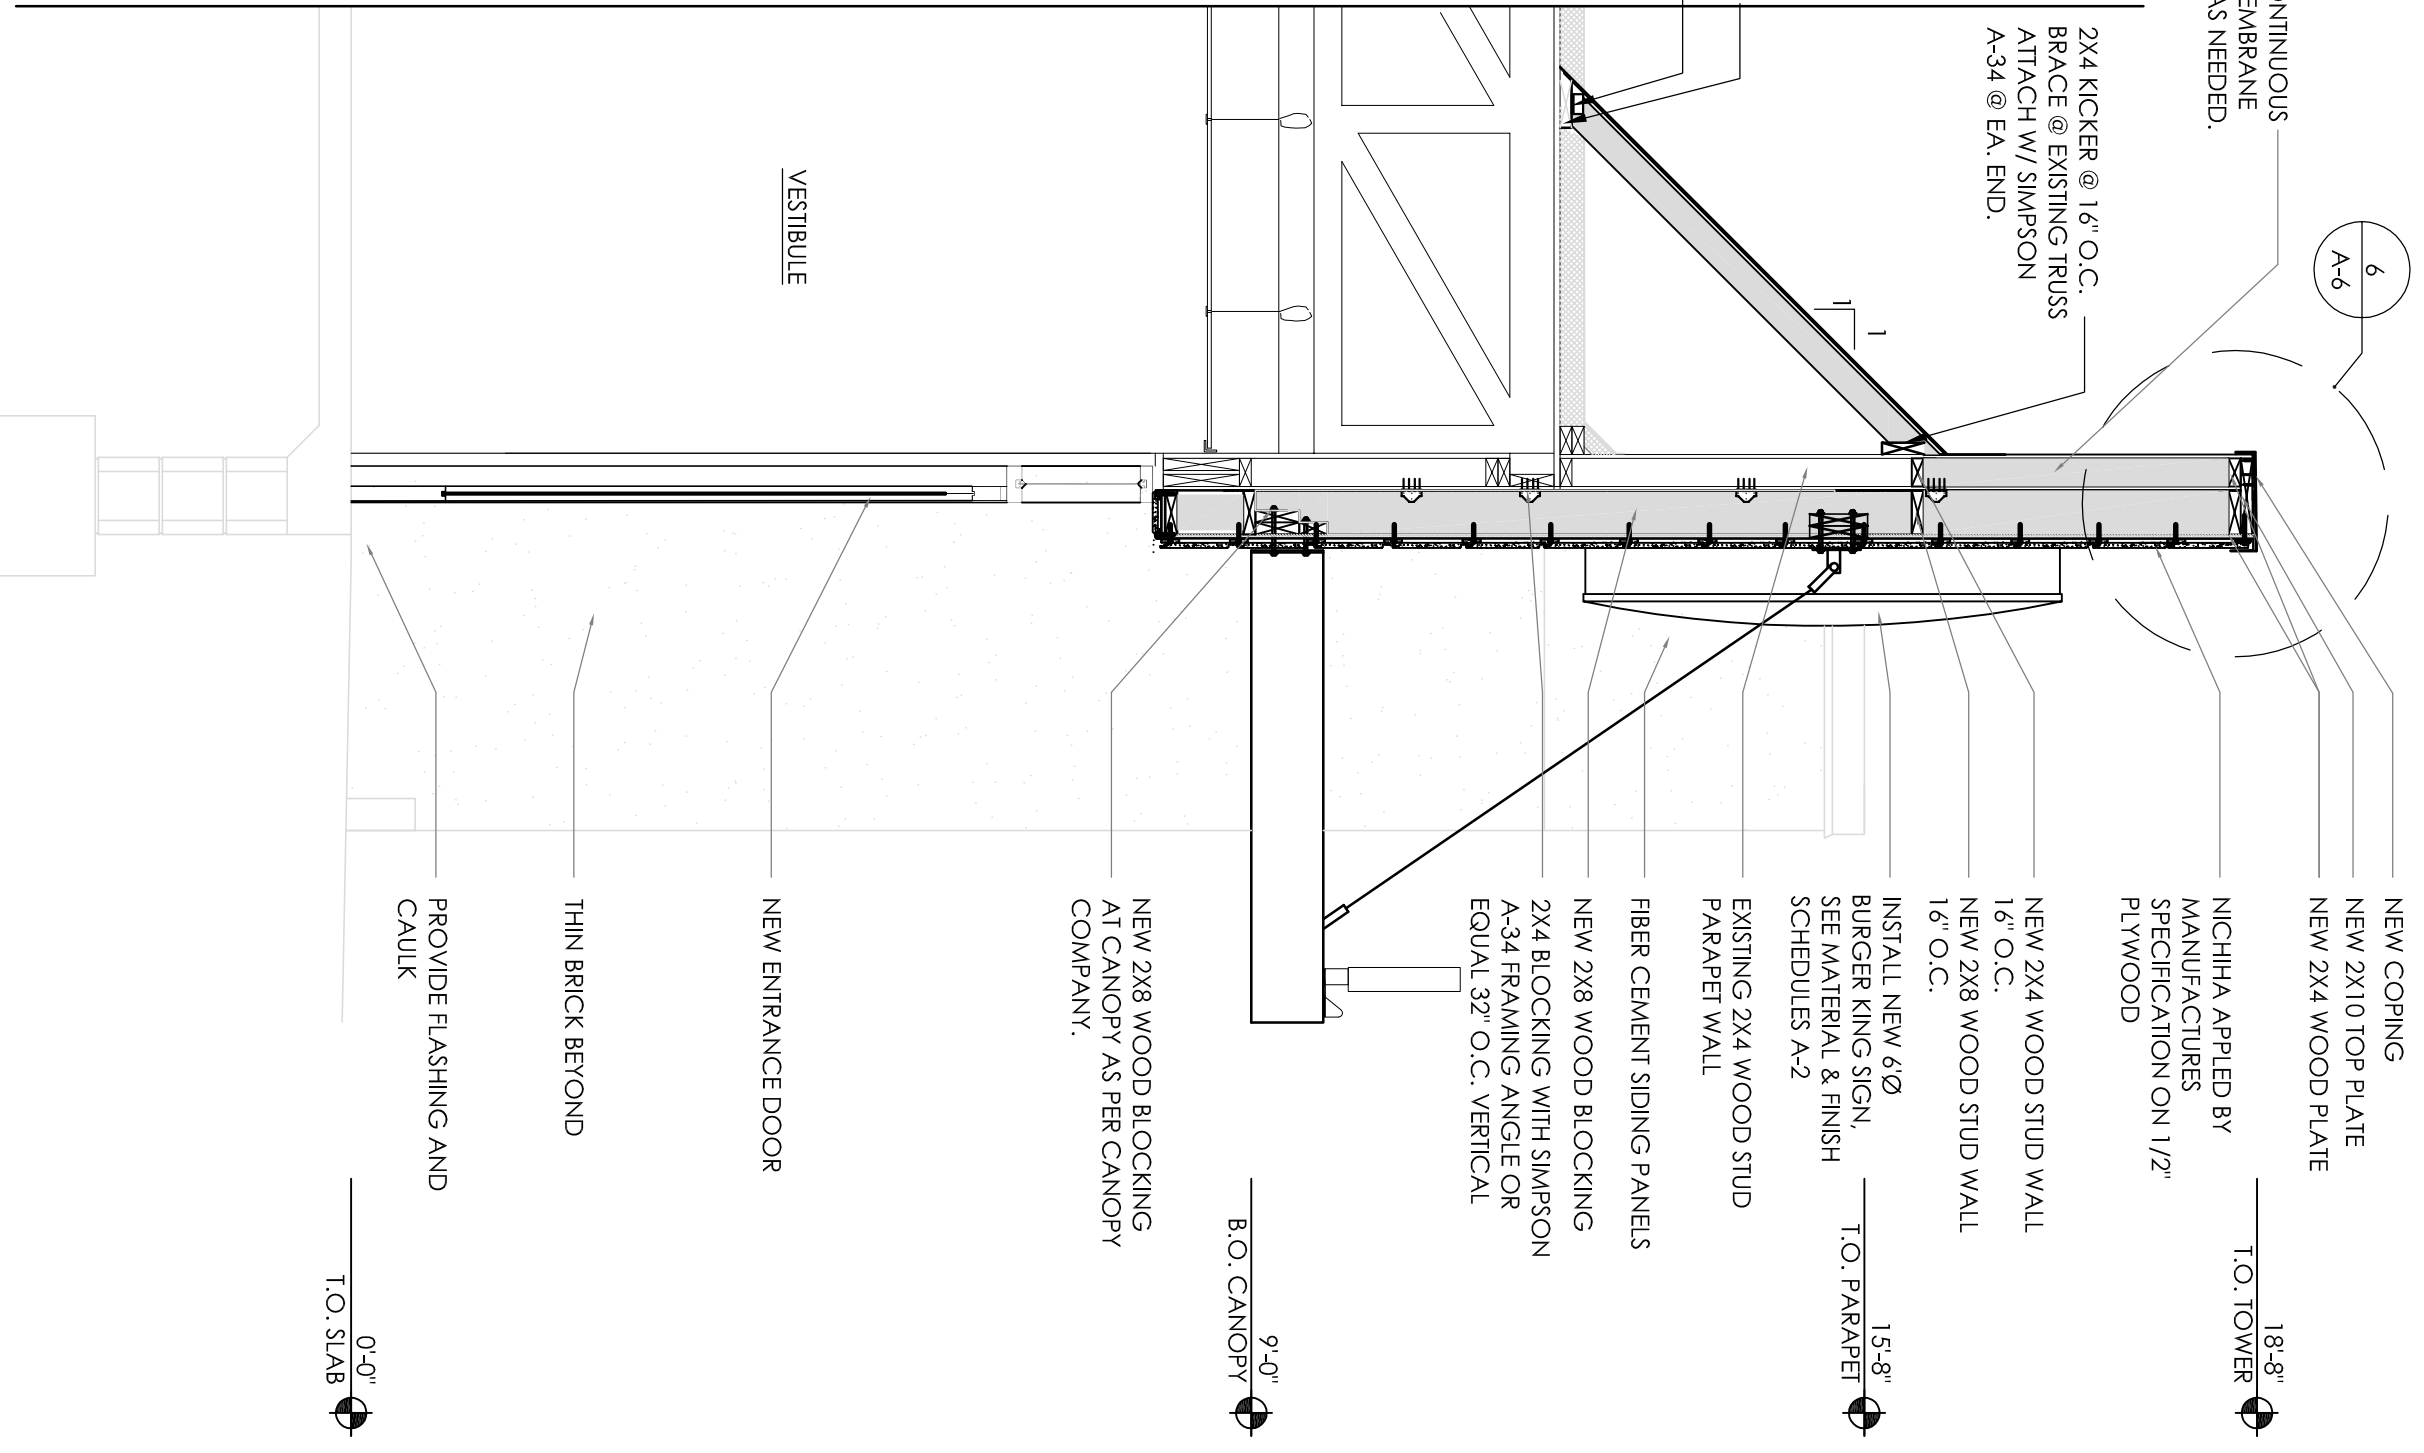 ONTINUOUS
EMBRANE
AS NEEDED.
2X4 KICKER @ 16" O.C.
BRACE @ EXISTING TRUSS
ATTACH W/ SIMPSON
A-34 @ EA. END.
6
A-6
1
1
VESTIBULE
NEW COPING
NEW 2X10 TOP PLATE
NEW 2X4 WOOD PLATE
NICHIHA APPLED BY
MANUFACTURES
SPECIFICATION ON 1/2"
PLYWOOD
NEW 2X4 WOOD STUD WALL
16" O.C.
NEW 2X8 WOOD STUD WALL
16" O.C.
INSTALL NEW 6'Ø
BURGER KING SIGN,
SEE MATERIAL & FINISH
SCHEDULES A-2
EXISTING 2X4 WOOD STUD
PARAPET WALL
FIBER CEMENT SIDING PANELS
NEW 2X8 WOOD BLOCKING
2X4 BLOCKING WITH SIMPSON
A-34 FRAMING ANGLE OR
EQUAL 32" O.C. VERTICAL
NEW 2X8 WOOD BLOCKING
AT CANOPY AS PER CANOPY
COMPANY.
NEW ENTRANCE DOOR
THIN BRICK BEYOND
PROVIDE FLASHING AND
CAULK
18'-8"
T.O. TOWER
15'-8"
T.O. PARAPET
9'-0"
B.O. CANOPY
0'-0"
T.O. SLAB